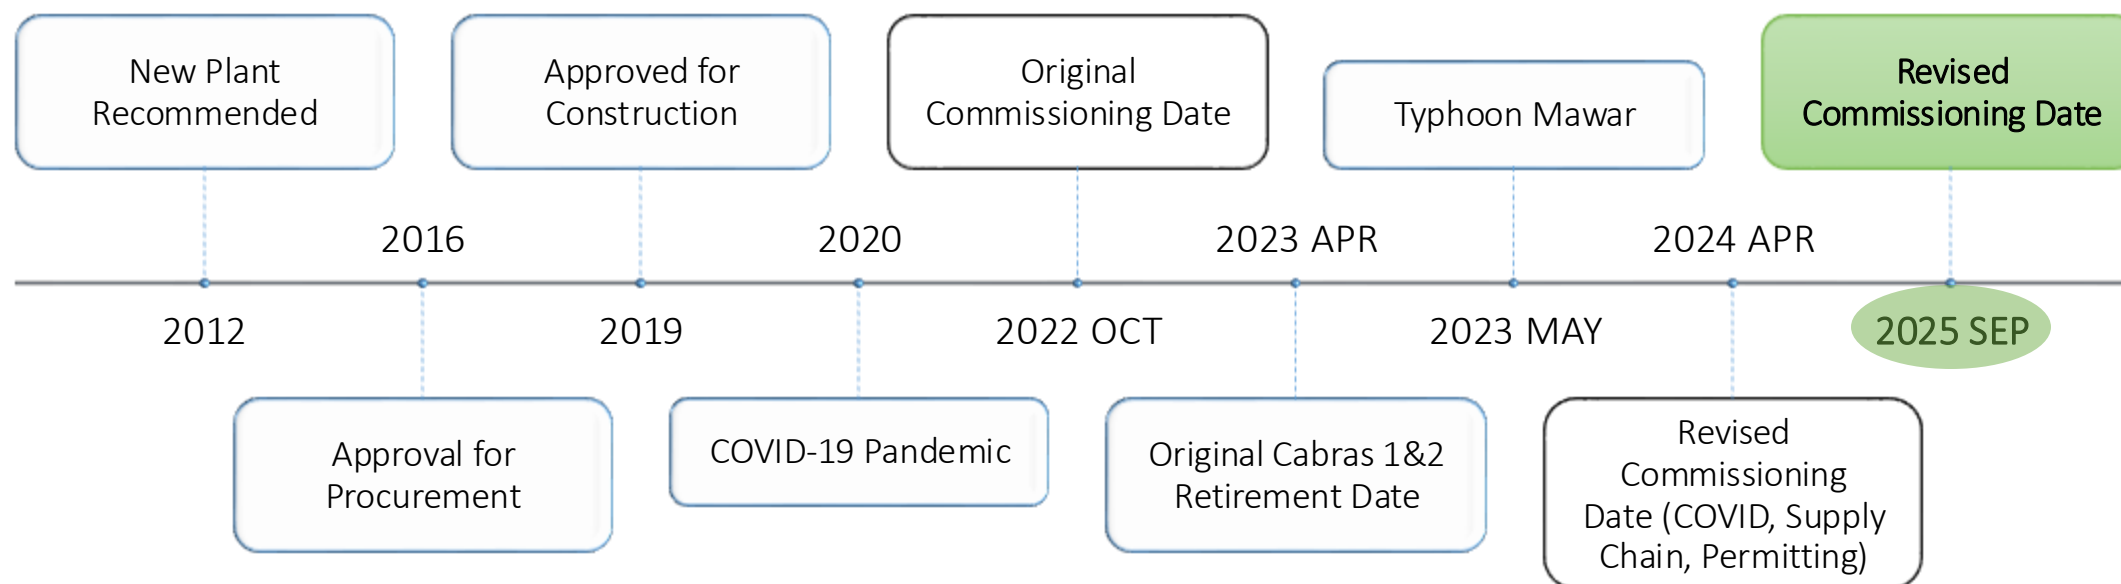 New Plant
Recommended
Approved for
Construction
Original
Commissioning Date
Typhoon Mawar
Revised
Commissioning Date
2016
2020
2023 APR
2024 APR
2012
2019
2022 OCT
2023 MAY
2025 SEP
Approval for
Procurement
COVID-19 Pandemic
Original Cabras 1&2
Retirement Date
Revised
Commissioning
Date (COVID, Supply
Chain, Permitting)